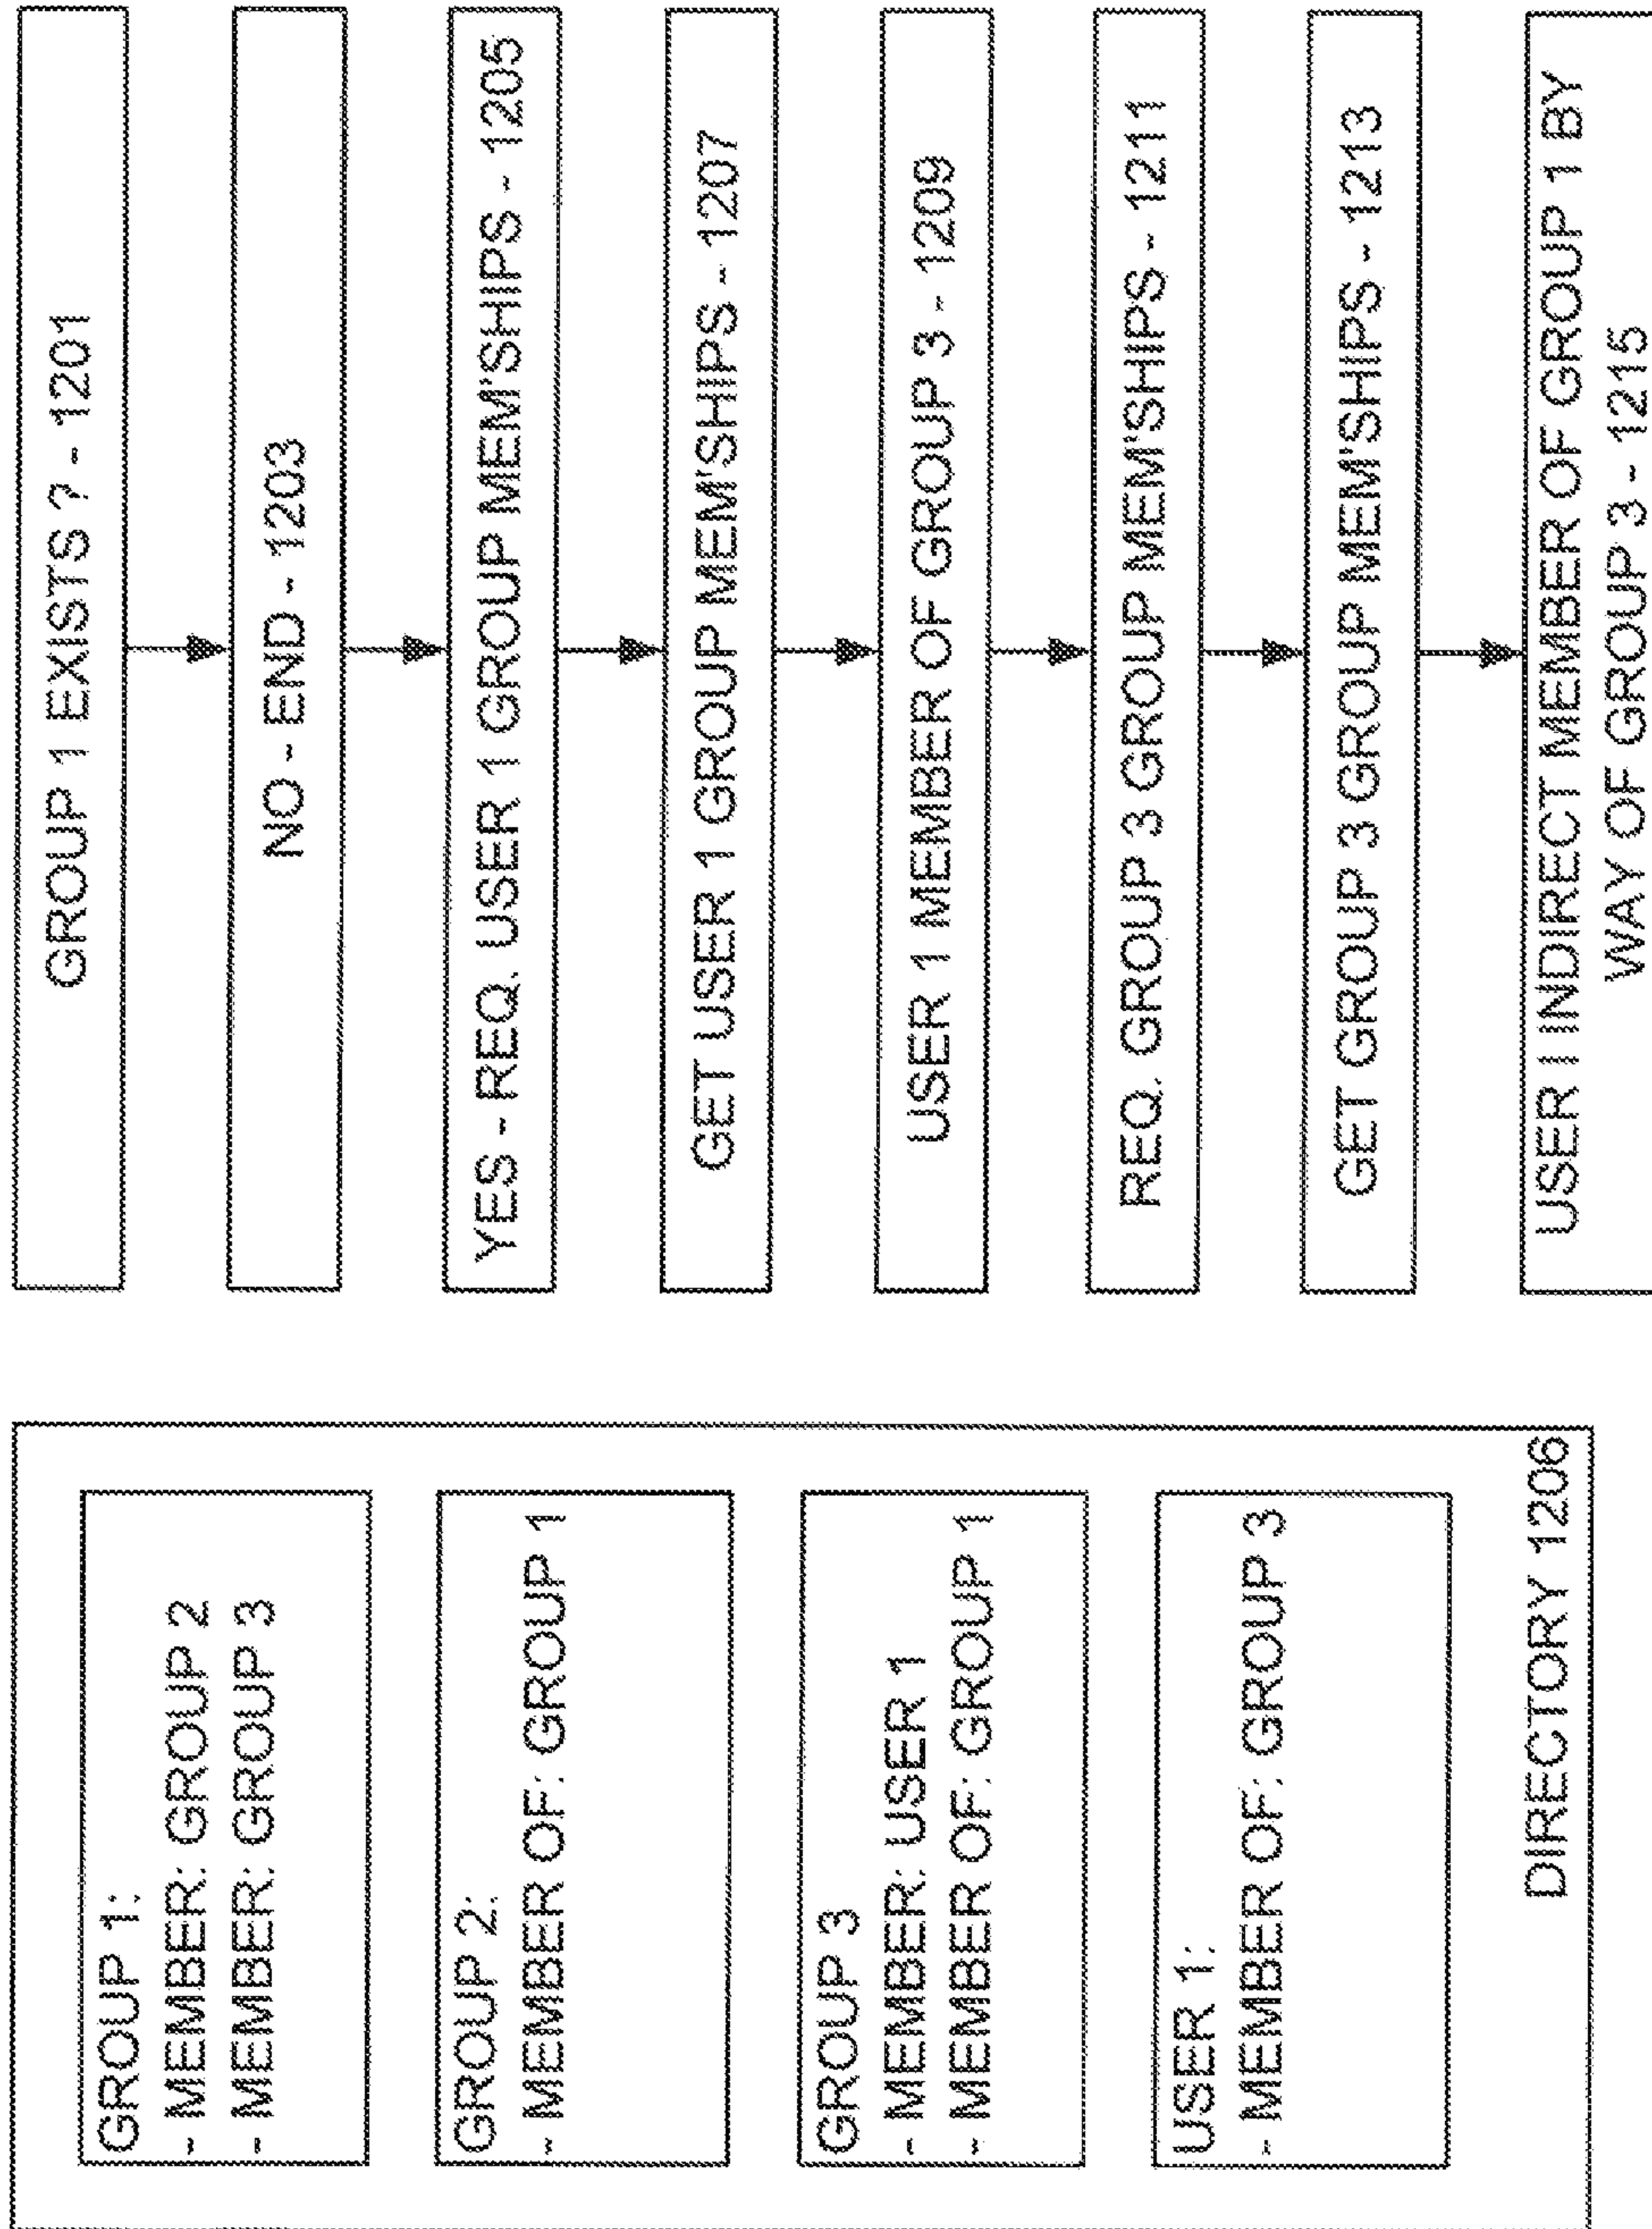 GROUP 1:
- MEMBER: GROUP 2
- MEMBER: GROUP 3
GROUP 2:
- MEMBER OF: GROUP 1
GROUP 3
- MEMBER: USER 1
- MEMBER OF: GROUP 1
USER 1:
- MEMBER OF: GROUP 3
DIRECTORY 1206
GROUP 1 EXISTS ? - 1201
NO - END - 1203
YES - REQ. USER 1 GROUP MEM'SHIPS - 1205
GET USER 1 GROUP MEM'SHIPS - 1207
USER 1 MEMBER OF GROUP 3 - 1209
REQ. GROUP 3 GROUP MEM'SHIPS - 1211
GET GROUP 3 GROUP MEM'SHIPS - 1213
USER I INDIRECT MEMBER OF GROUP 1 BY
WAY OF GROUP 3 - 1215